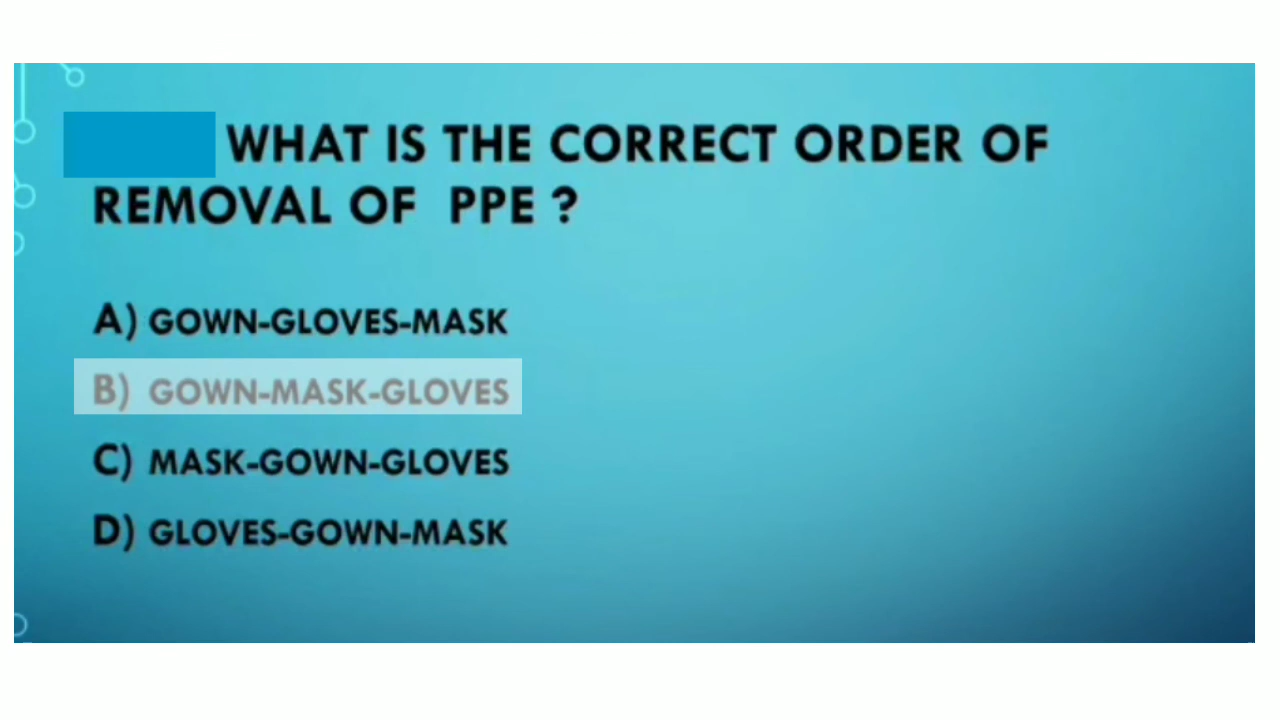 WHAT IS THE CORRECT ORDER OF
REMOVAL OF PPE ?
A) GOWN-GLOVES-MASK
B) GOWN-MASK-GLOVES
C) MASK-GOWN-GLOVES
D) GLOVES-GOWN-MASK